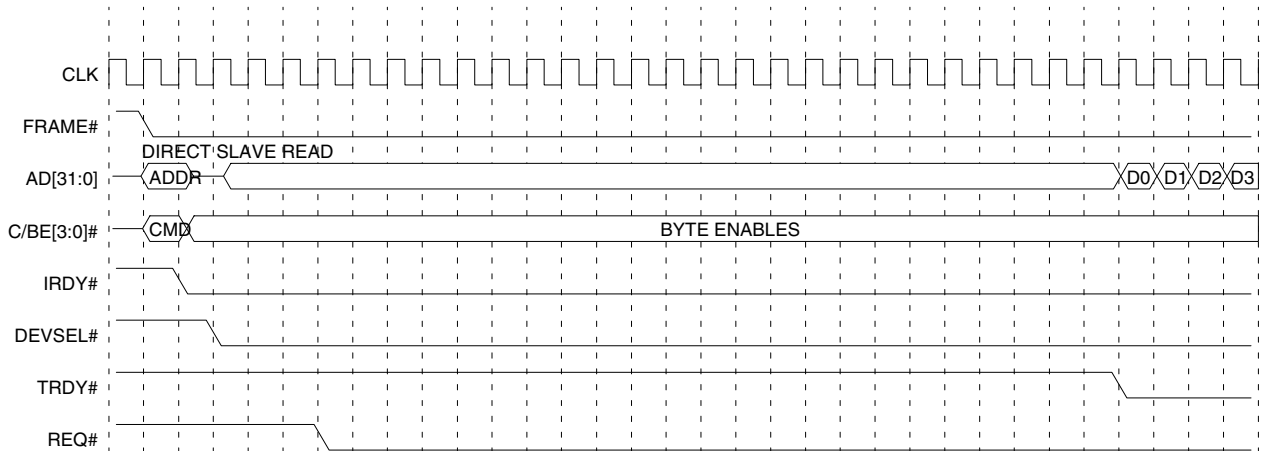 CLK
FRAME#
DIRECT SLAVE READ
AD[31:0] ADDR D0 D1 D2 D3
C/BE[3:0]# CMD BYTE ENABLES
IRDY#
DEVSEL#
TRDY#
REQ#